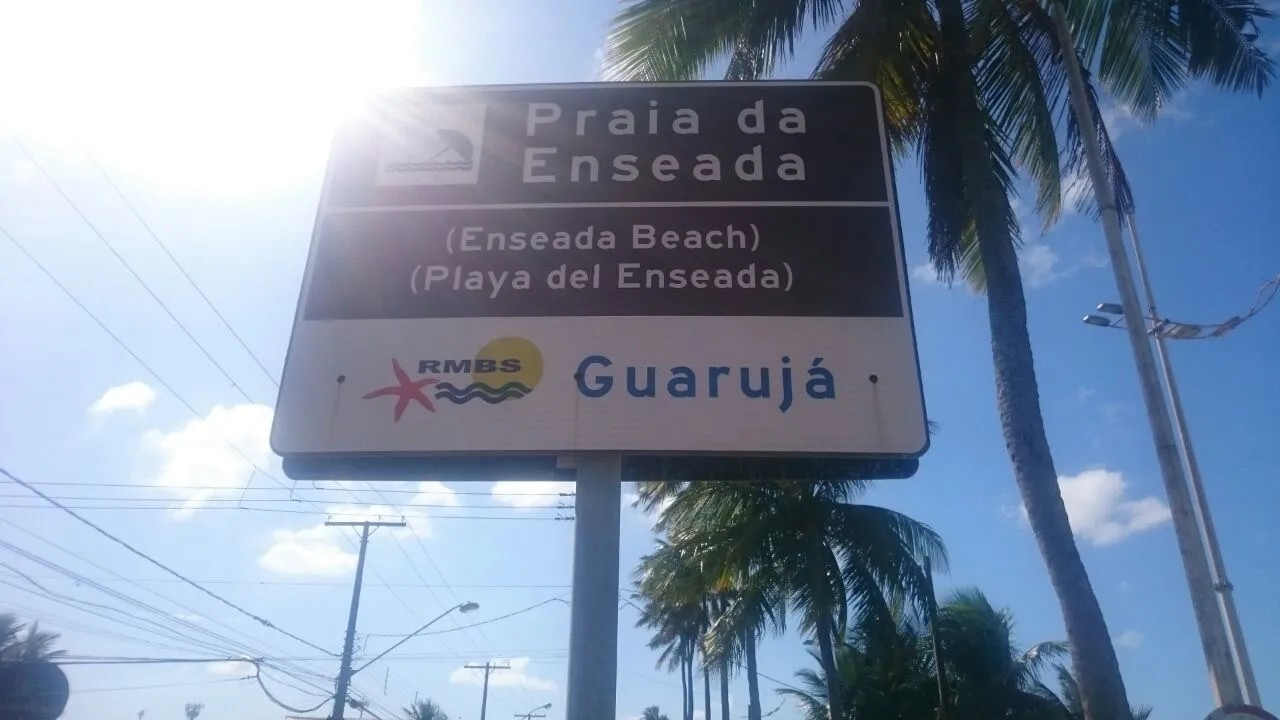 Praia da
Enseada
(Enseada Beach)
(Playa del Enseada)
RMBS
Guarujá